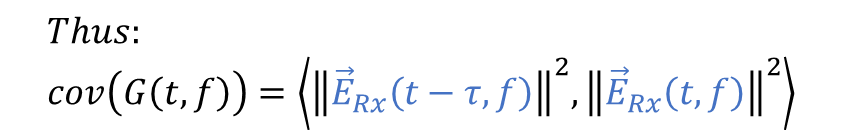 Thus:
cov(G(t,f)) = ⟨‖E⃗_Rx(t − τ, f)‖², ‖E⃗_Rx(t, f)‖²⟩